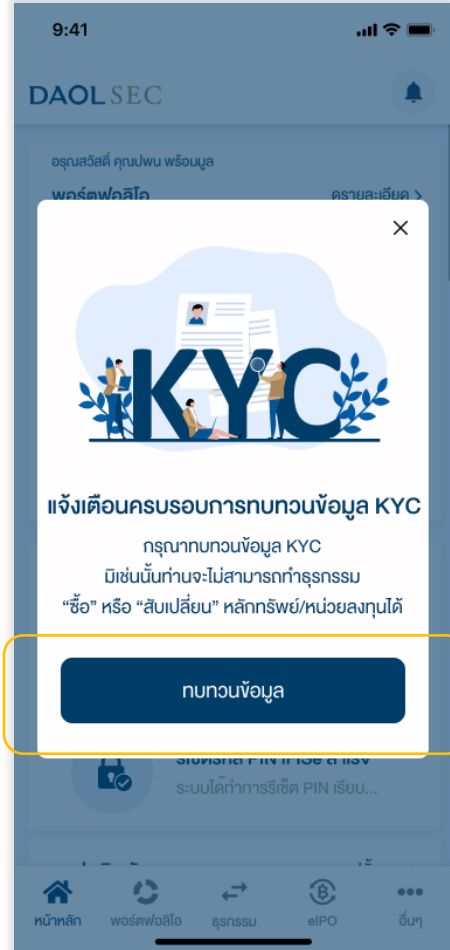 9:41
DAOL SEC
อรุณสวัสดิ์ คุณปพน พร้อมมูล
พอร์ตฟอลิโอ ดูรายละเอียด >
KYC
แจ้งเตือนครบรอบการทบทวนข้อมูล KYC
กรุณาทบทวนข้อมูล KYC
มิเช่นนั้นท่านจะไม่สามารถทำธุรกรรม
“ซื้อ” หรือ “สับเปลี่ยน” หลักทรัพย์/หน่วยลงทุนได้
ทบทวนข้อมูล
ระบบได้ทำการรีเซ็ต PIN เรียบ...
หน้าหลัก พอร์ตฟอลิโอ ธุรกรรม eIPO อื่นๆ